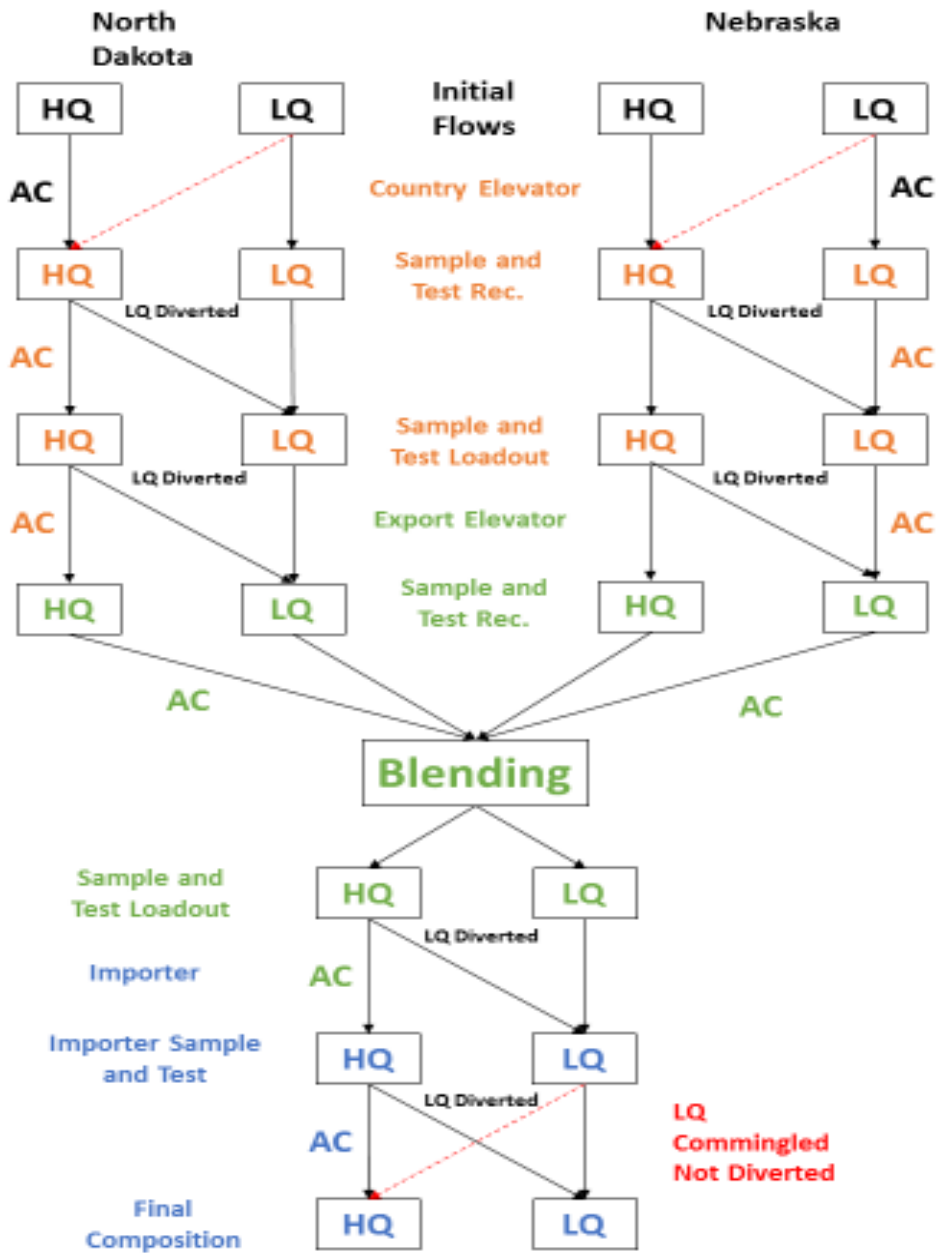 North
Dakota
Nebraska
HQ
LQ
Initial
Flows
HQ
LQ
AC
Country Elevator
AC
HQ
LQ
Sample and
Test Rec.
HQ
LQ
LQ Diverted
LQ Diverted
AC
AC
HQ
LQ
Sample and
Test Loadout
HQ
LQ
LQ Diverted
LQ Diverted
AC
Export Elevator
AC
HQ
LQ
Sample and
Test Rec.
HQ
LQ
AC
AC
Blending
Sample and
Test Loadout
HQ
LQ
LQ Diverted
Importer
AC
Importer Sample
and Test
HQ
LQ
LQ Diverted
AC
LQ
Commingled
Not Diverted
Final
Composition
HQ
LQ